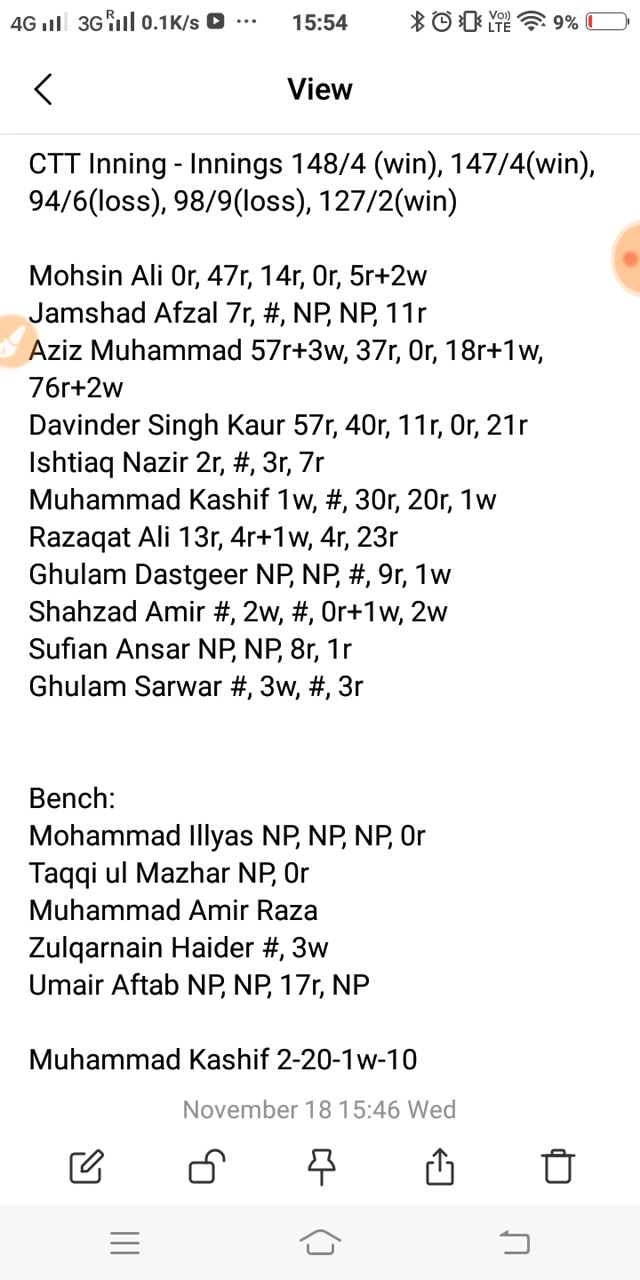 4G 3G R 0.1K/s ... 15:54 Vo) LTE 9%
View
CTT Inning - Innings 148/4 (win), 147/4(win),
94/6(loss), 98/9(loss), 127/2(win)
Mohsin Ali 0r, 47r, 14r, 0r, 5r+2w
Jamshad Afzal 7r, #, NP, NP, 11r
Aziz Muhammad 57r+3w, 37r, 0r, 18r+1w,
76r+2w
Davinder Singh Kaur 57r, 40r, 11r, 0r, 21r
Ishtiaq Nazir 2r, #, 3r, 7r
Muhammad Kashif 1w, #, 30r, 20r, 1w
Razaqat Ali 13r, 4r+1w, 4r, 23r
Ghulam Dastgeer NP, NP, #, 9r, 1w
Shahzad Amir #, 2w, #, 0r+1w, 2w
Sufian Ansar NP, NP, 8r, 1r
Ghulam Sarwar #, 3w, #, 3r
Bench:
Mohammad Illyas NP, NP, NP, 0r
Taqqi ul Mazhar NP, 0r
Muhammad Amir Raza
Zulqarnain Haider #, 3w
Umair Aftab NP, NP, 17r, NP
Muhammad Kashif 2-20-1w-10
November 18 15:46 Wed